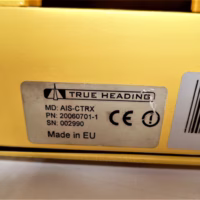 TRUE HEADING
MD: AIS-CTRX
PN: 20060701-1
SN: 002990
Made in EU
CE